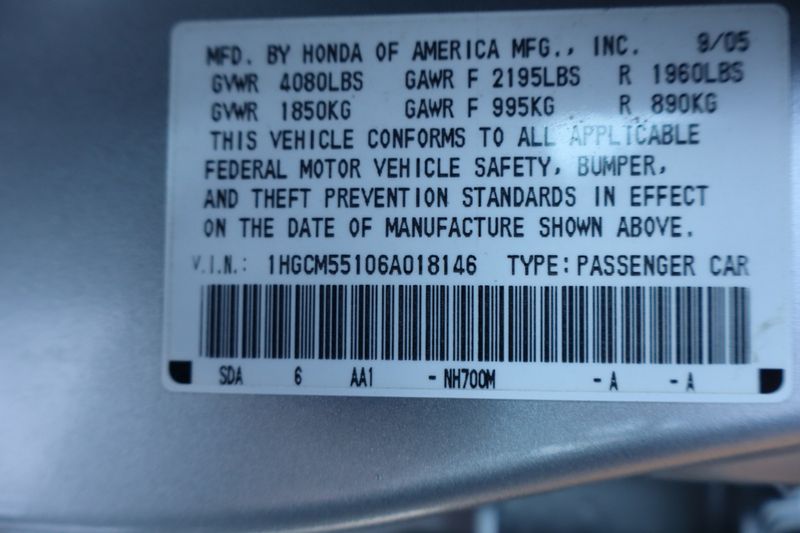 MFD. BY HONDA OF AMERICA MFG., INC. 9/05
GVWR 4080LBS GAWR F 2195LBS R 1960LBS
GVWR 1850KG GAWR F 995KG R 890KG
THIS VEHICLE CONFORMS TO ALL APPLICABLE
FEDERAL MOTOR VEHICLE SAFETY, BUMPER,
AND THEFT PREVENTION STANDARDS IN EFFECT
ON THE DATE OF MANUFACTURE SHOWN ABOVE.
V.I.N.: 1HGCM55106A018146 TYPE: PASSENGER CAR
SDA 6 AA1 - NH700M - A - A